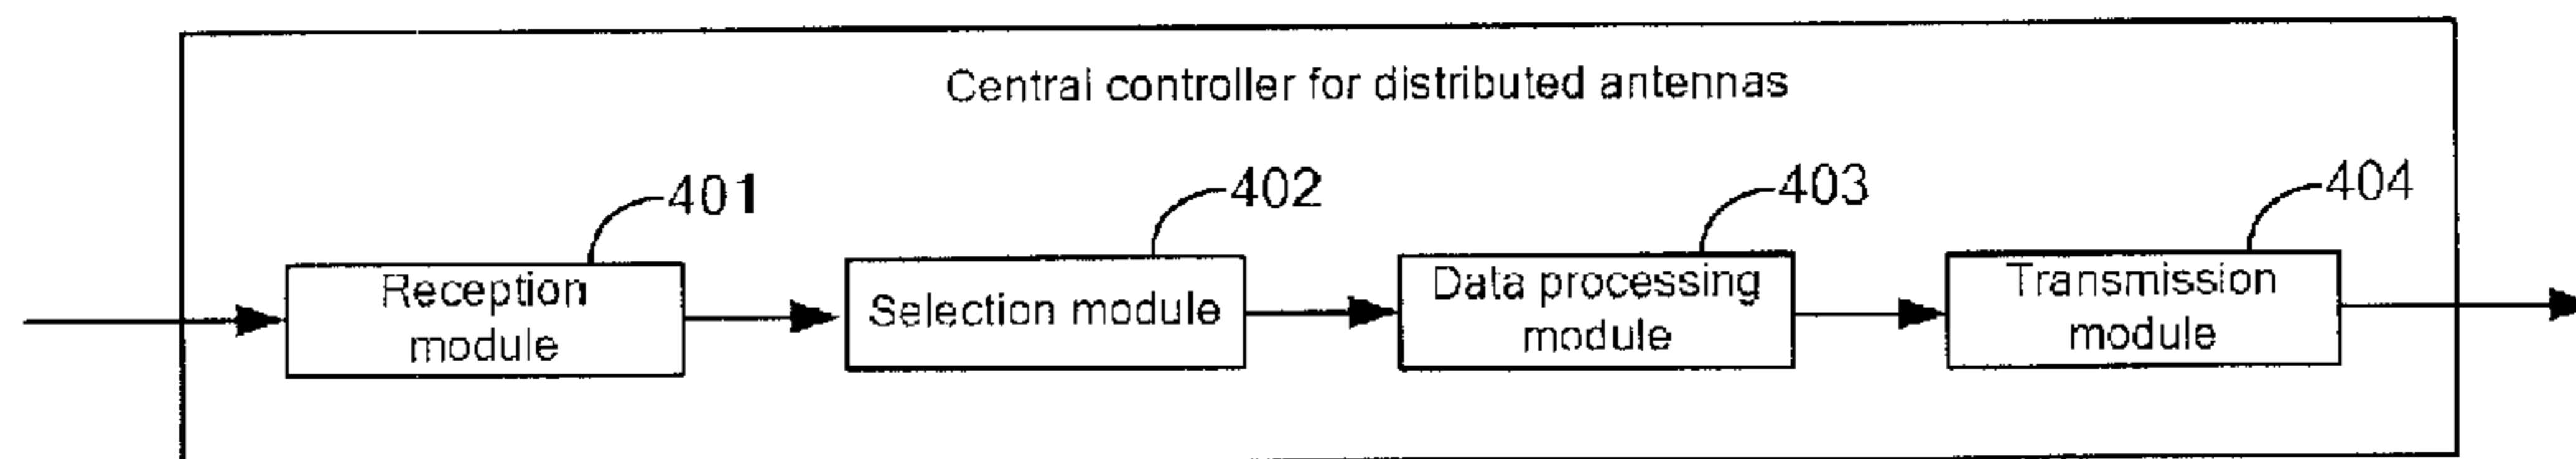 Central controller for distributed antennas
401
402
403
404
Reception
module
Selection module
Data processing
module
Transmission
module